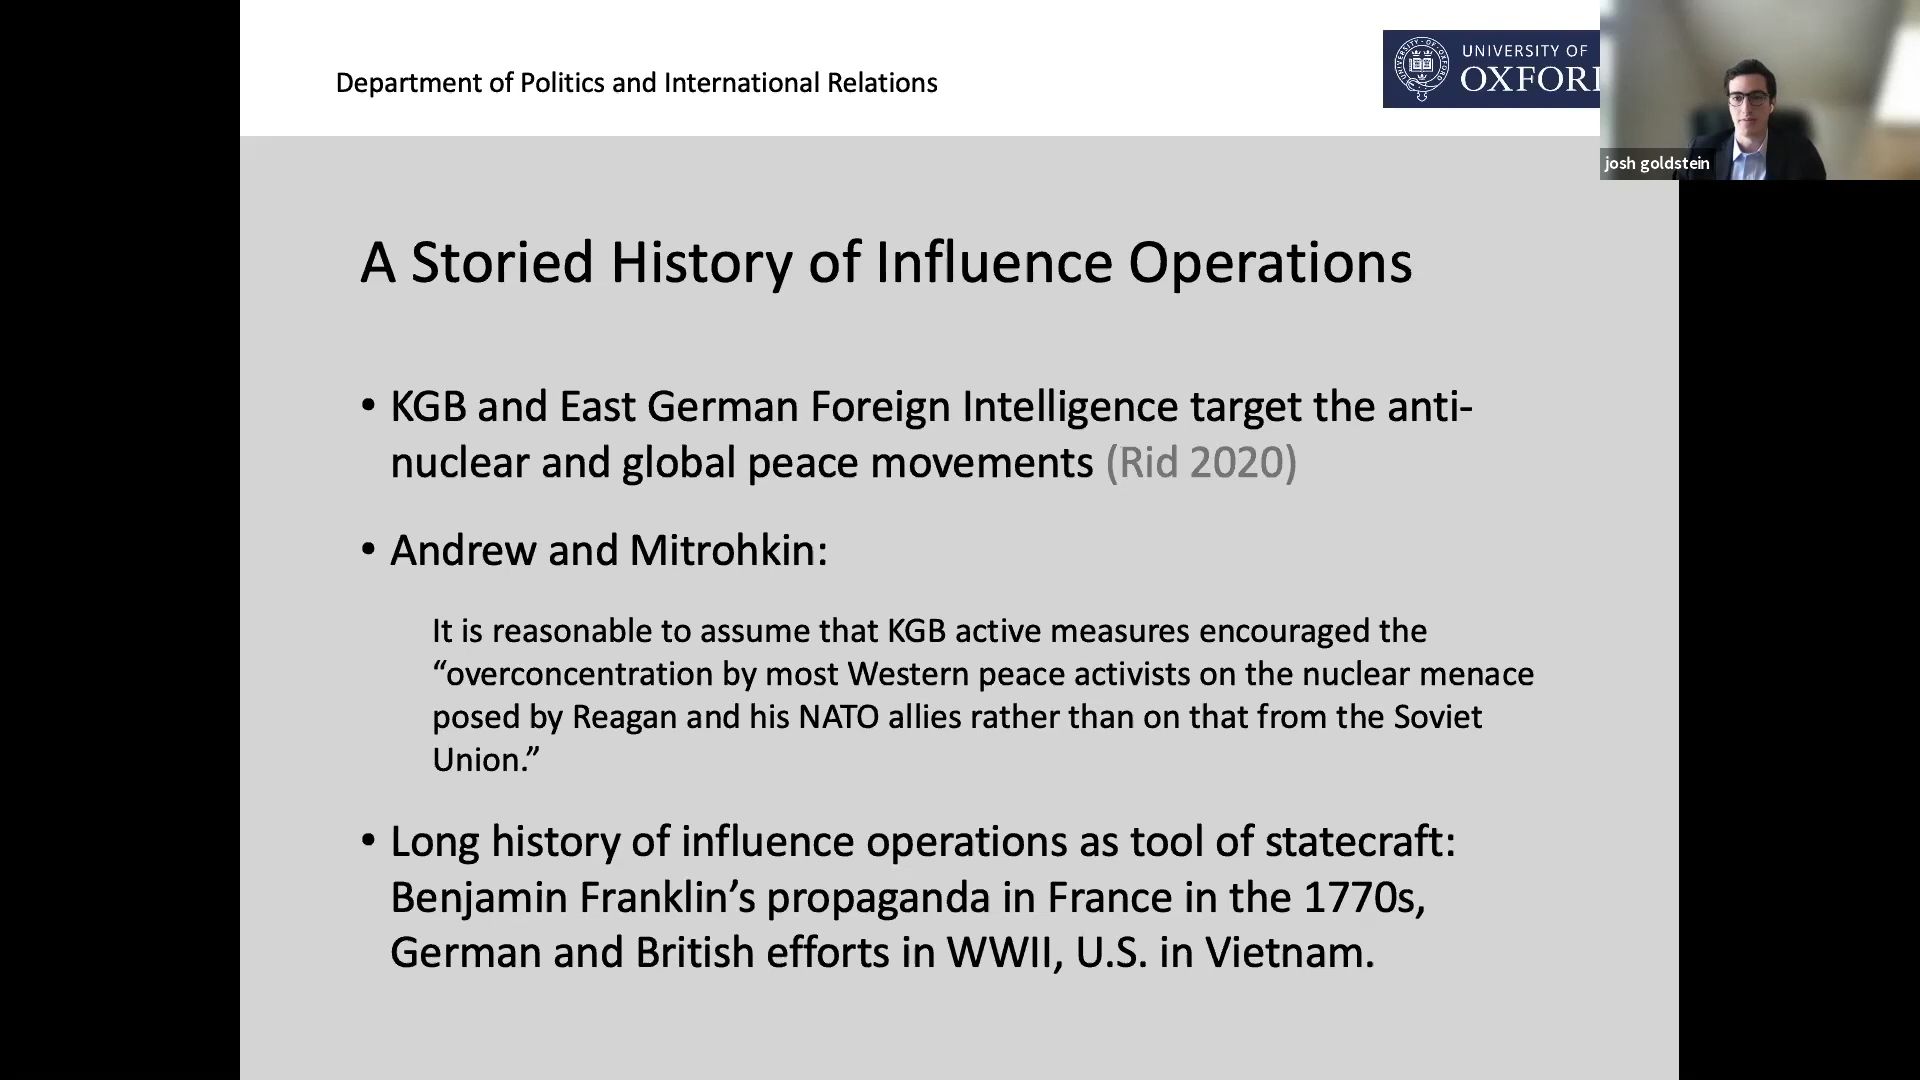 Department of Politics and International Relations
UNIVERSITY OF
OXFOR
josh goldstein
A Storied History of Influence Operations
• KGB and East German Foreign Intelligence target the anti-
nuclear and global peace movements (Rid 2020)
• Andrew and Mitrohkin:
It is reasonable to assume that KGB active measures encouraged the
“overconcentration by most Western peace activists on the nuclear menace
posed by Reagan and his NATO allies rather than on that from the Soviet
Union.”
• Long history of influence operations as tool of statecraft:
Benjamin Franklin’s propaganda in France in the 1770s,
German and British efforts in WWII, U.S. in Vietnam.